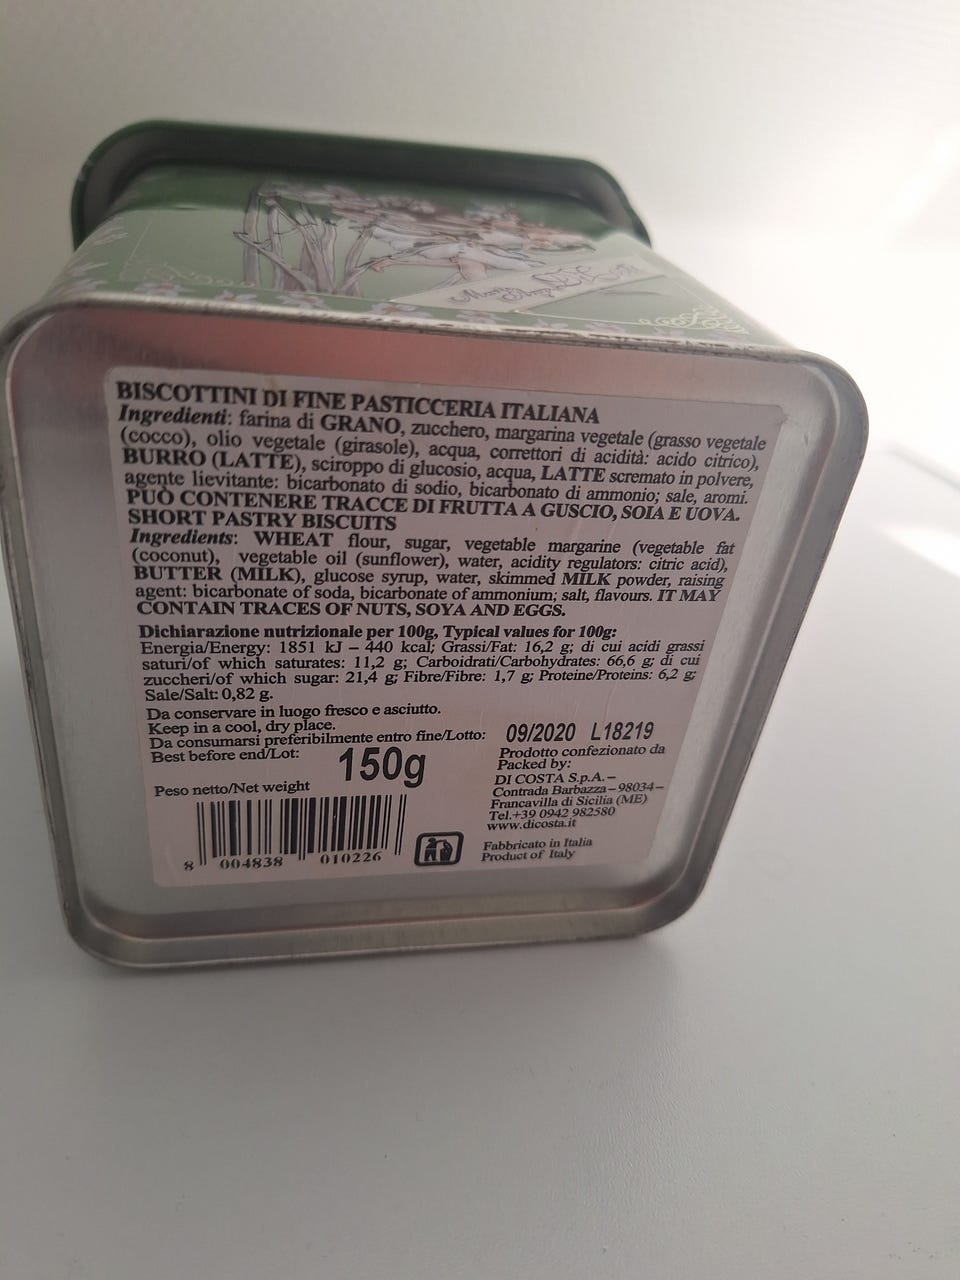 BISCOTTINI DI FINE PASTICCERIA ITALIANA
Ingredienti: farina di GRANO, zucchero, margarina vegetale (grasso vegetale
(cocco), olio vegetale (girasole), acqua, correttori di acidità: acido citrico),
BURRO (LATTE), sciroppo di glucosio, acqua, LATTE scremato in polvere,
agente lievitante: bicarbonato di sodio, bicarbonato di ammonio; sale, aromi.
PUÒ CONTENERE TRACCE DI FRUTTA A GUSCIO, SOIA E UOVA.
SHORT PASTRY BISCUITS
Ingredients: WHEAT flour, sugar, vegetable margarine (vegetable fat
(coconut), vegetable oil (sunflower), water, acidity regulators: citric acid),
BUTTER (MILK), glucose syrup, water, skimmed MILK powder, raising
agent: bicarbonate of soda, bicarbonate of ammonium; salt, flavours. IT MAY
CONTAIN TRACES OF NUTS, SOYA AND EGGS.
Dichiarazione nutrizionale per 100g, Typical values for 100g:
Energia/Energy: 1851 kJ – 440 kcal; Grassi/Fat: 16,2 g; di cui acidi grassi
saturi/of which saturates: 11,2 g; Carboidrati/Carbohydrates: 66,6 g; di cui
zuccheri/of which sugar: 21,4 g; Fibre/Fibre: 1,7 g; Proteine/Proteins: 6,2 g;
Sale/Salt: 0,82 g.
Da conservare in luogo fresco e asciutto.
Keep in a cool, dry place.
Da consumarsi preferibilmente entro fine/Lotto:
Best before end/Lot:
09/2020 L18219
150g
Peso netto/Net weight
Prodotto confezionato da
Packed by:
DI COSTA S.p.A. –
Contrada Barbazza – 98034 –
Francavilla di Sicilia (ME)
Tel.+39 0942 982580
www.dicosta.it
Fabbricato in Italia
Product of Italy
8 004838 010226